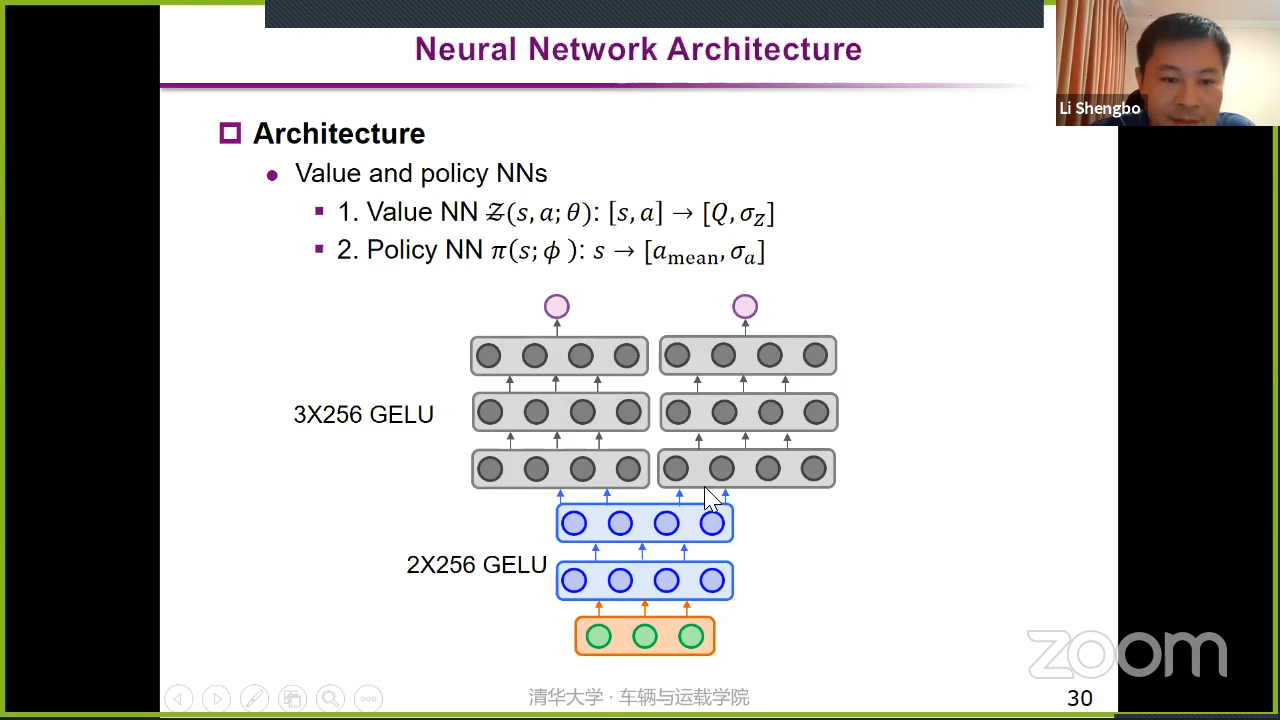 Neural Network Architecture
Li Shengbo
Architecture
Value and policy NNs
1. Value NN 𝒵(s, a; θ): [s, a] → [Q, σ_Z]
2. Policy NN π(s; ϕ ): s → [a_mean, σ_a]
3X256 GELU
2X256 GELU
zoom
清华大学 · 车辆与运载学院
30